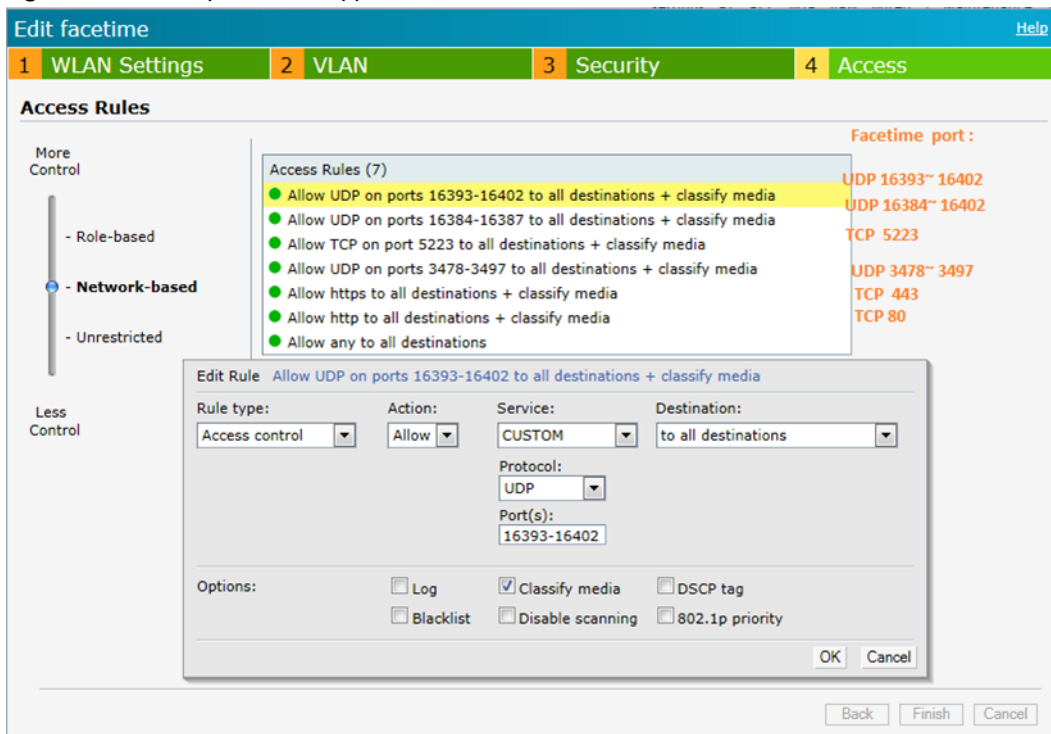 Edit facetime
Help
1 WLAN Settings
2 VLAN
3 Security
4 Access
Access Rules
More
Control
- Role-based
- Network-based
- Unrestricted
Less
Control
Access Rules (7)
Allow UDP on ports 16393-16402 to all destinations + classify media
Allow UDP on ports 16384-16387 to all destinations + classify media
Allow TCP on port 5223 to all destinations + classify media
Allow UDP on ports 3478-3497 to all destinations + classify media
Allow https to all destinations + classify media
Allow http to all destinations + classify media
Allow any to all destinations
Facetime port :
UDP 16393~ 16402
UDP 16384~ 16402
TCP 5223
UDP 3478~ 3497
TCP 443
TCP 80
Edit Rule Allow UDP on ports 16393-16402 to all destinations + classify media
Rule type: Action: Service: Destination:
Access control Allow CUSTOM to all destinations
Protocol:
UDP
Port(s):
16393-16402
Options: Log Classify media DSCP tag
Blacklist Disable scanning 802.1p priority
OK Cancel
Back Finish Cancel